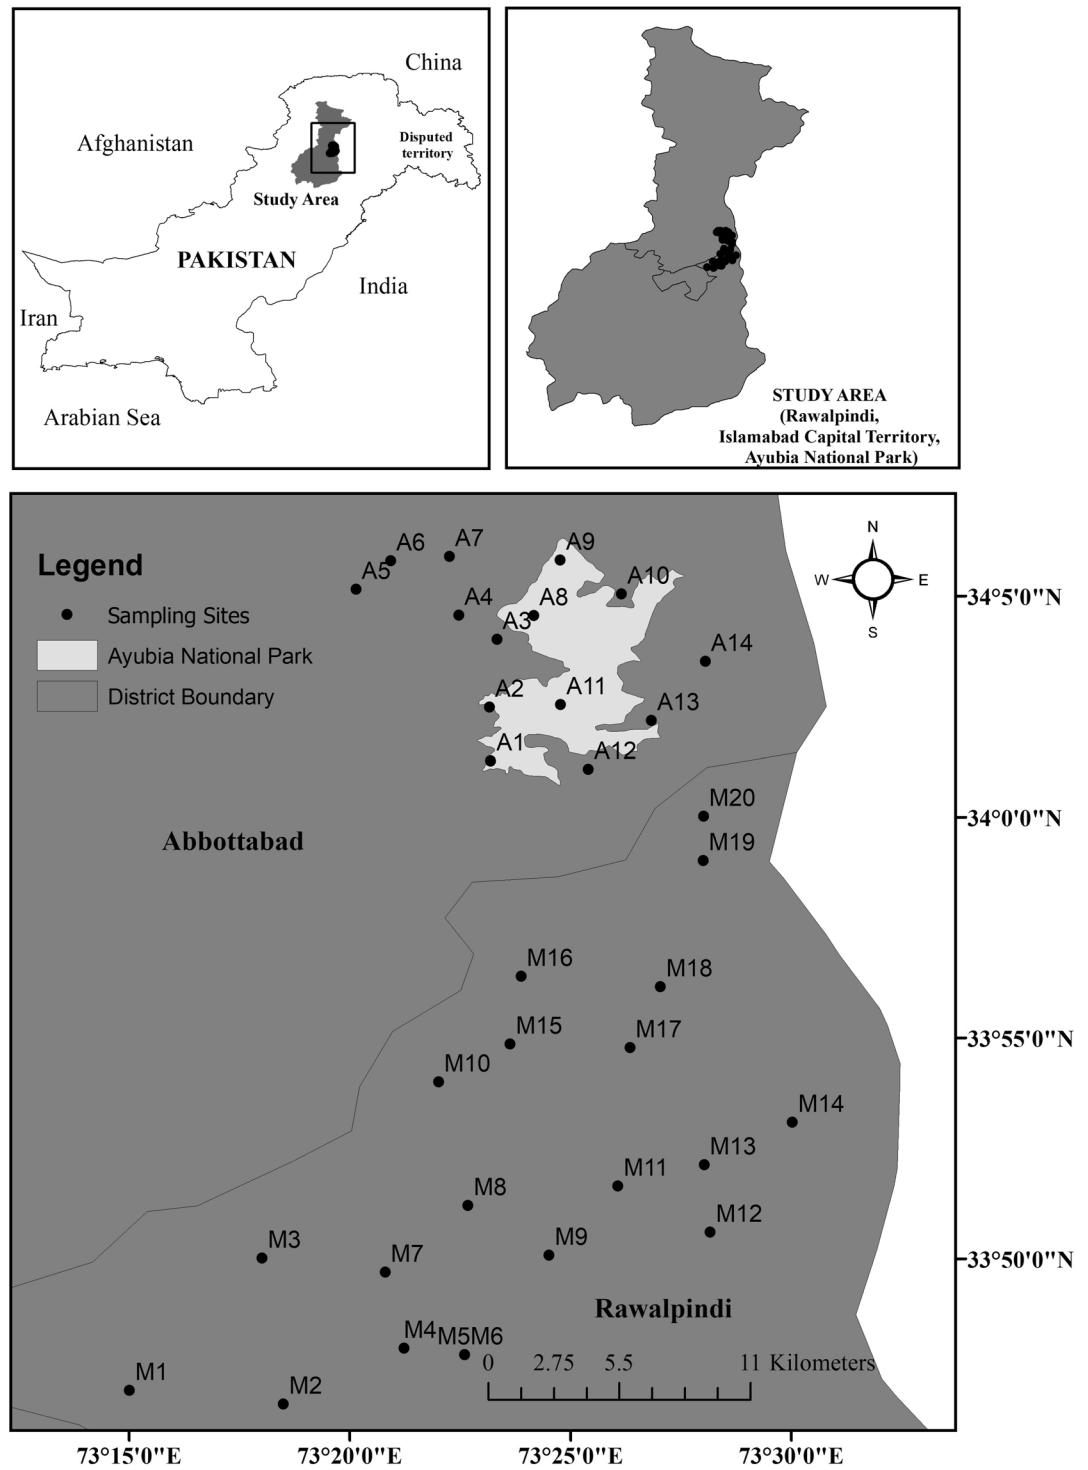 China
Afghanistan
Disputed
territory
Study Area
PAKISTAN
India
Iran
Arabian Sea
STUDY AREA
(Rawalpindi,
Islamabad Capital Territory,
Ayubia National Park)
Legend
Sampling Sites
Ayubia National Park
District Boundary
N
W E
S
A6
A7
A9
A5
A10
A4
A8
A3
A14
A2
A11
A13
A1
A12
M20
Abbottabad
M19
M16
M18
M15
M17
M10
M14
M13
M11
M8
M12
M3
M9
M7
Rawalpindi
M4
M5M6
M1
M2
0 2.75 5.5 11 Kilometers
34°5'0"N
34°0'0"N
33°55'0"N
33°50'0"N
73°15'0"E 73°20'0"E 73°25'0"E 73°30'0"E